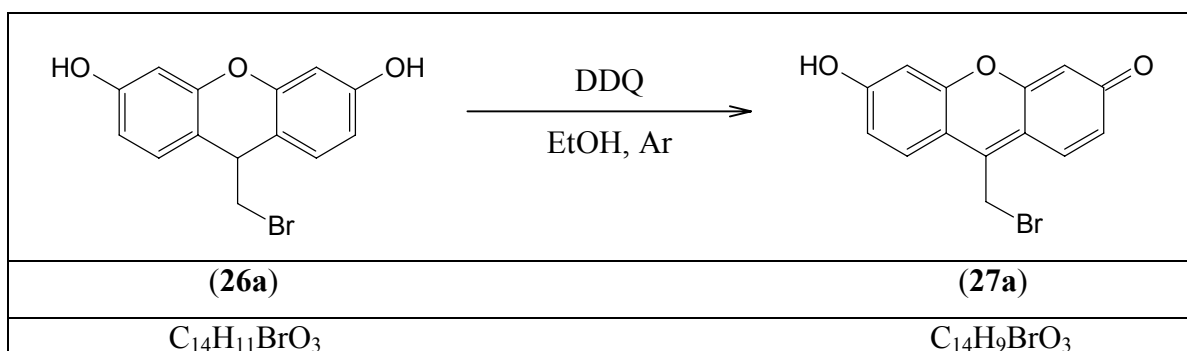 HO O OH
Br
DDQ
EtOH, Ar
HO O O
Br
(26a) (27a)
C₁₄H₁₁BrO₃ C₁₄H₉BrO₃